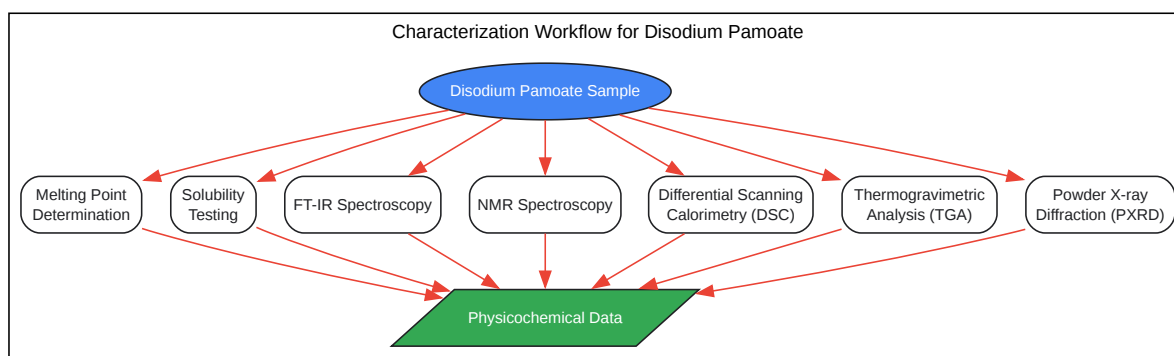 Characterization Workflow for Disodium Pamoate
Disodium Pamoate Sample
Melting Point
Determination
Solubility
Testing
FT-IR Spectroscopy
NMR Spectroscopy
Differential Scanning
Calorimetry (DSC)
Thermogravimetric
Analysis (TGA)
Powder X-ray
Diffraction (PXRD)
Physicochemical Data